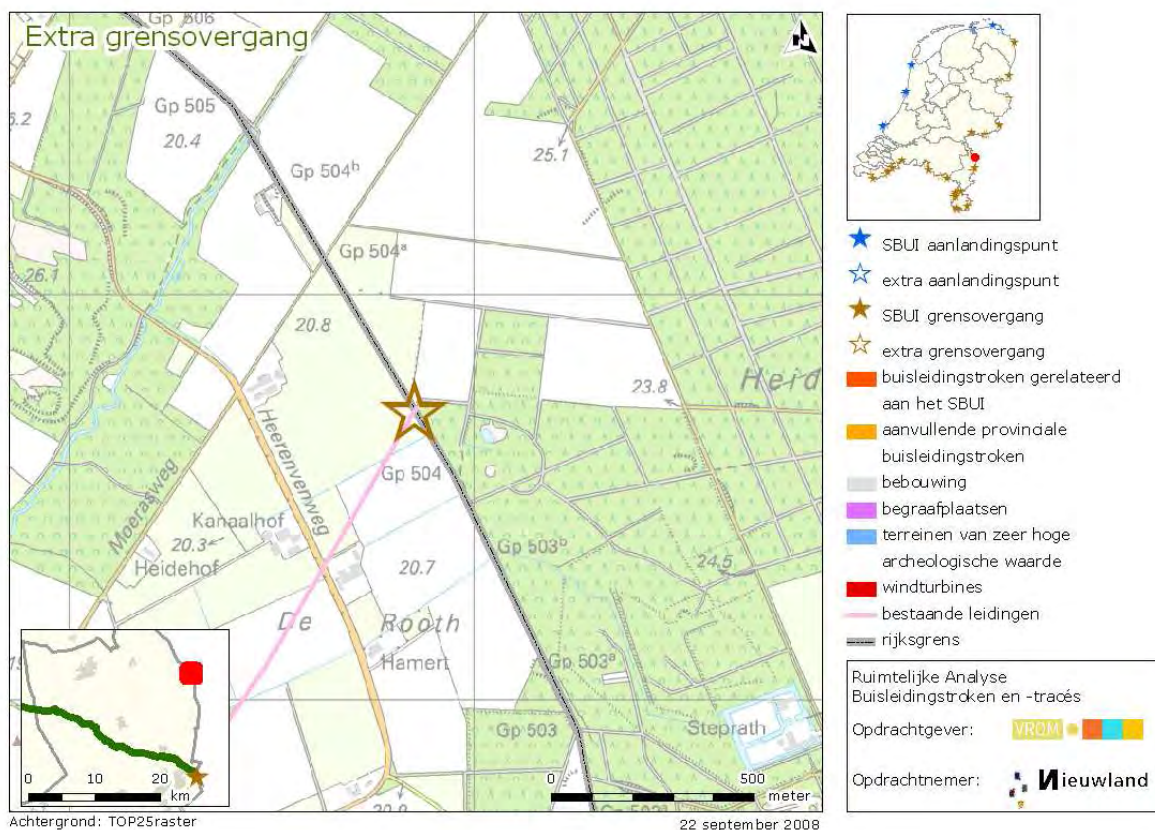 Extra grensovergang
Gp 506
Gp 505
20.4
6.2
25.1
Gp 504ᵇ
Gp 504ᵃ
26.1
20.8
23.8
Heid
Heerenvenweg
Moerasweg
Gp 504
Kanaalhof
20.3
Heidehof
Gp 503ᵇ
24.5
20.7
De Rooth
Hamert
Gp 503ᵃ
Gp 503
Steprath
0 10 20
km
0 500
meter
Achtergrond: TOP25raster
22 september 2008
N
SBUI aanlandingspunt
extra aanlandingspunt
SBUI grensovergang
extra grensovergang
buisleidingstroken gerelateerd
aan het SBUI
aanvullende provinciale
buisleidingstroken
bebouwing
begraafplaatsen
terreinen van zeer hoge
archeologische waarde
windturbines
bestaande leidingen
rijksgrens
Ruimtelijke Analyse
Buisleidingstroken en -tracés
Opdrachtgever: VROM
Opdrachtnemer: Nieuwland